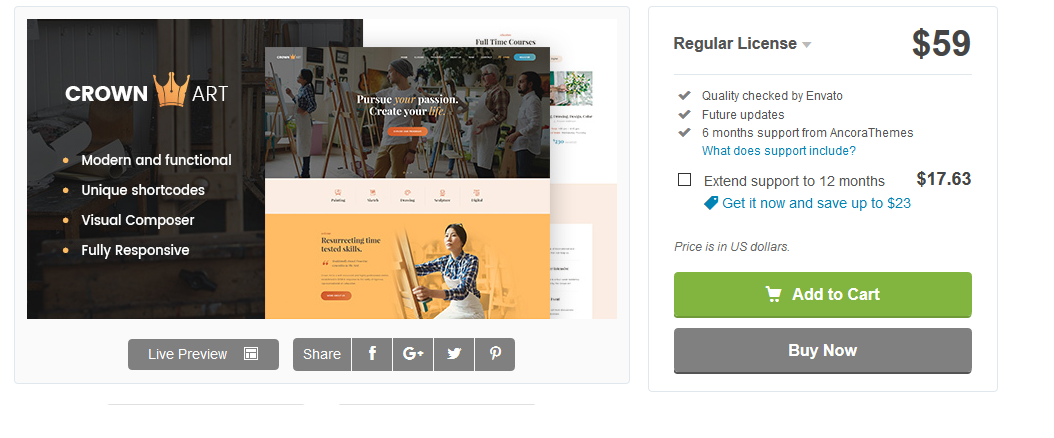 CROWN ART
Modern and functional
Unique shortcodes
Visual Composer
Fully Responsive
Full Time Courses
CROWN ART
Pursue your passion.
Create your life.
Painting
Sketch
Drawing
Sculpture
Digital
Resurrecting time
tested skills.
Live Preview
Share
f
G+
Regular License
$59
Quality checked by Envato
Future updates
6 months support from AncoraThemes
What does support include?
Extend support to 12 months
$17.63
Get it now and save up to $23
Price is in US dollars.
Add to Cart
Buy Now